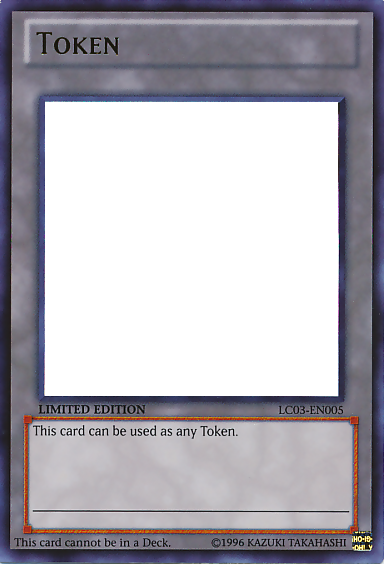 TOKEN
LIMITED EDITION LC03-EN005
This card can be used as any Token.
This card cannot be in a Deck. ©1996 KAZUKI TAKAHASHI